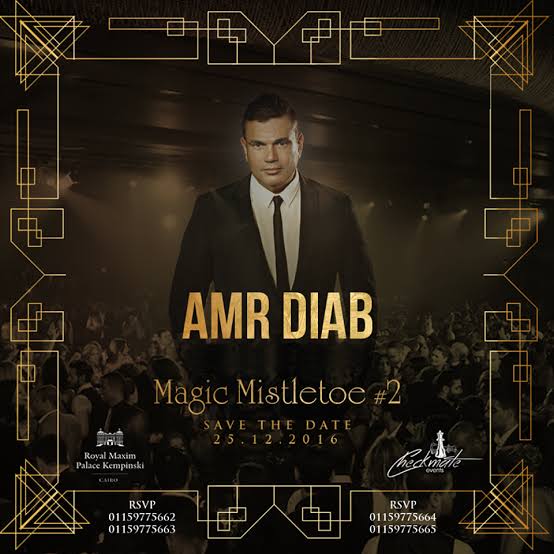 AMR DIAB
Magic Mistletoe #2
SAVE THE DATE
25.12.2016
Royal Maxim
Palace Kempinski
CAIRO
Checkmate
events
RSVP
01159775662
01159775663
RSVP
01159775664
01159775665